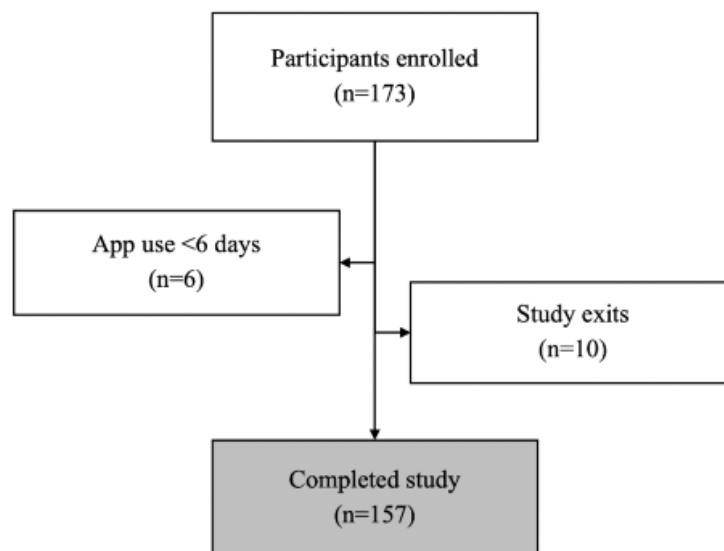 Participants enrolled
(n=173)
App use <6 days
(n=6)
Study exits
(n=10)
Completed study
(n=157)